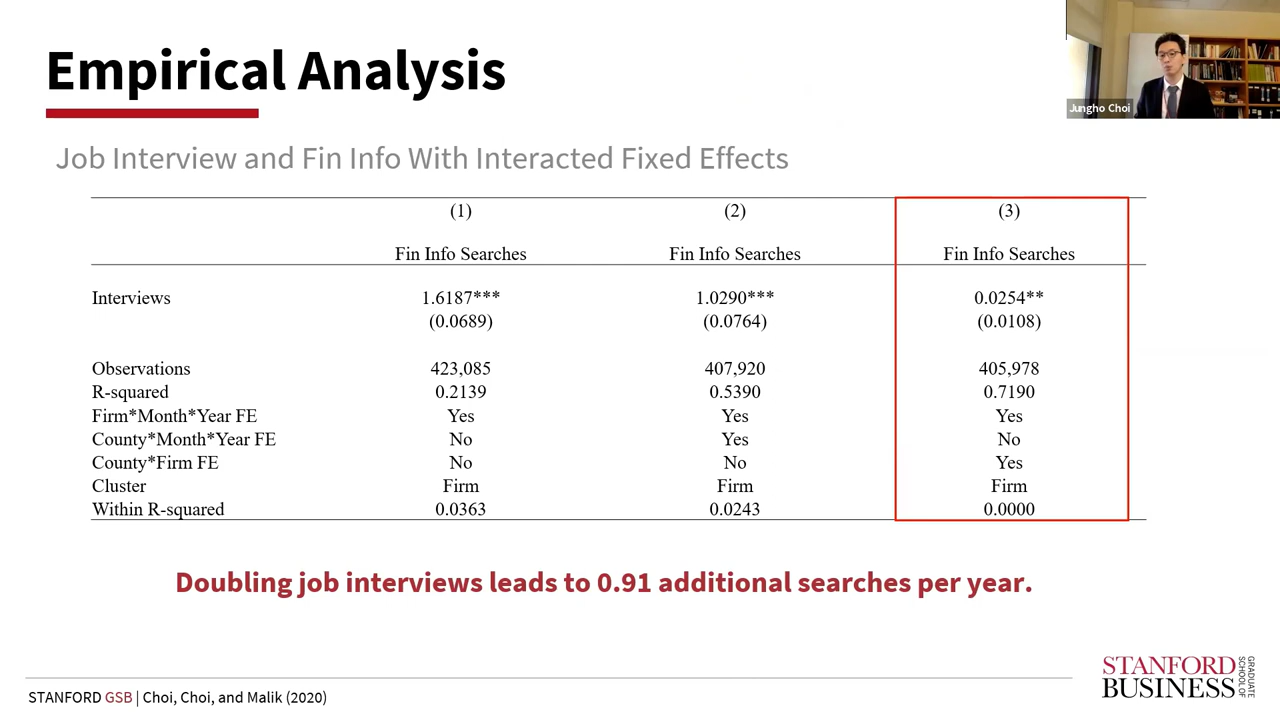 Empirical Analysis
Jungho Choi
Job Interview and Fin Info With Interacted Fixed Effects
(1) (2) (3)
Fin Info Searches Fin Info Searches Fin Info Searches
Interviews 1.6187*** 1.0290*** 0.0254**
(0.0689) (0.0764) (0.0108)
Observations 423,085 407,920 405,978
R-squared 0.2139 0.5390 0.7190
Firm*Month*Year FE Yes Yes Yes
County*Month*Year FE No Yes No
County*Firm FE No No Yes
Cluster Firm Firm Firm
Within R-squared 0.0363 0.0243 0.0000
Doubling job interviews leads to 0.91 additional searches per year.
STANFORD GSB | Choi, Choi, and Malik (2020)
STANFORD
BUSINESS
GRADUATE
SCHOOL OF